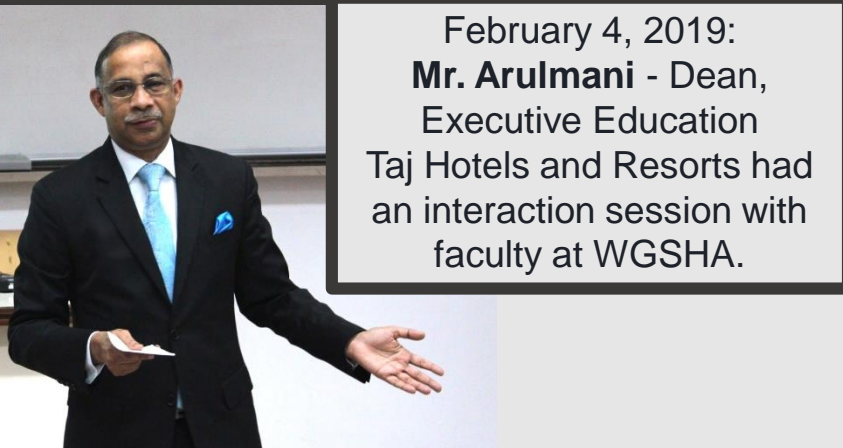 February 4, 2019:
Mr. Arulmani - Dean,
Executive Education
Taj Hotels and Resorts had
an interaction session with
faculty at WGSHA.